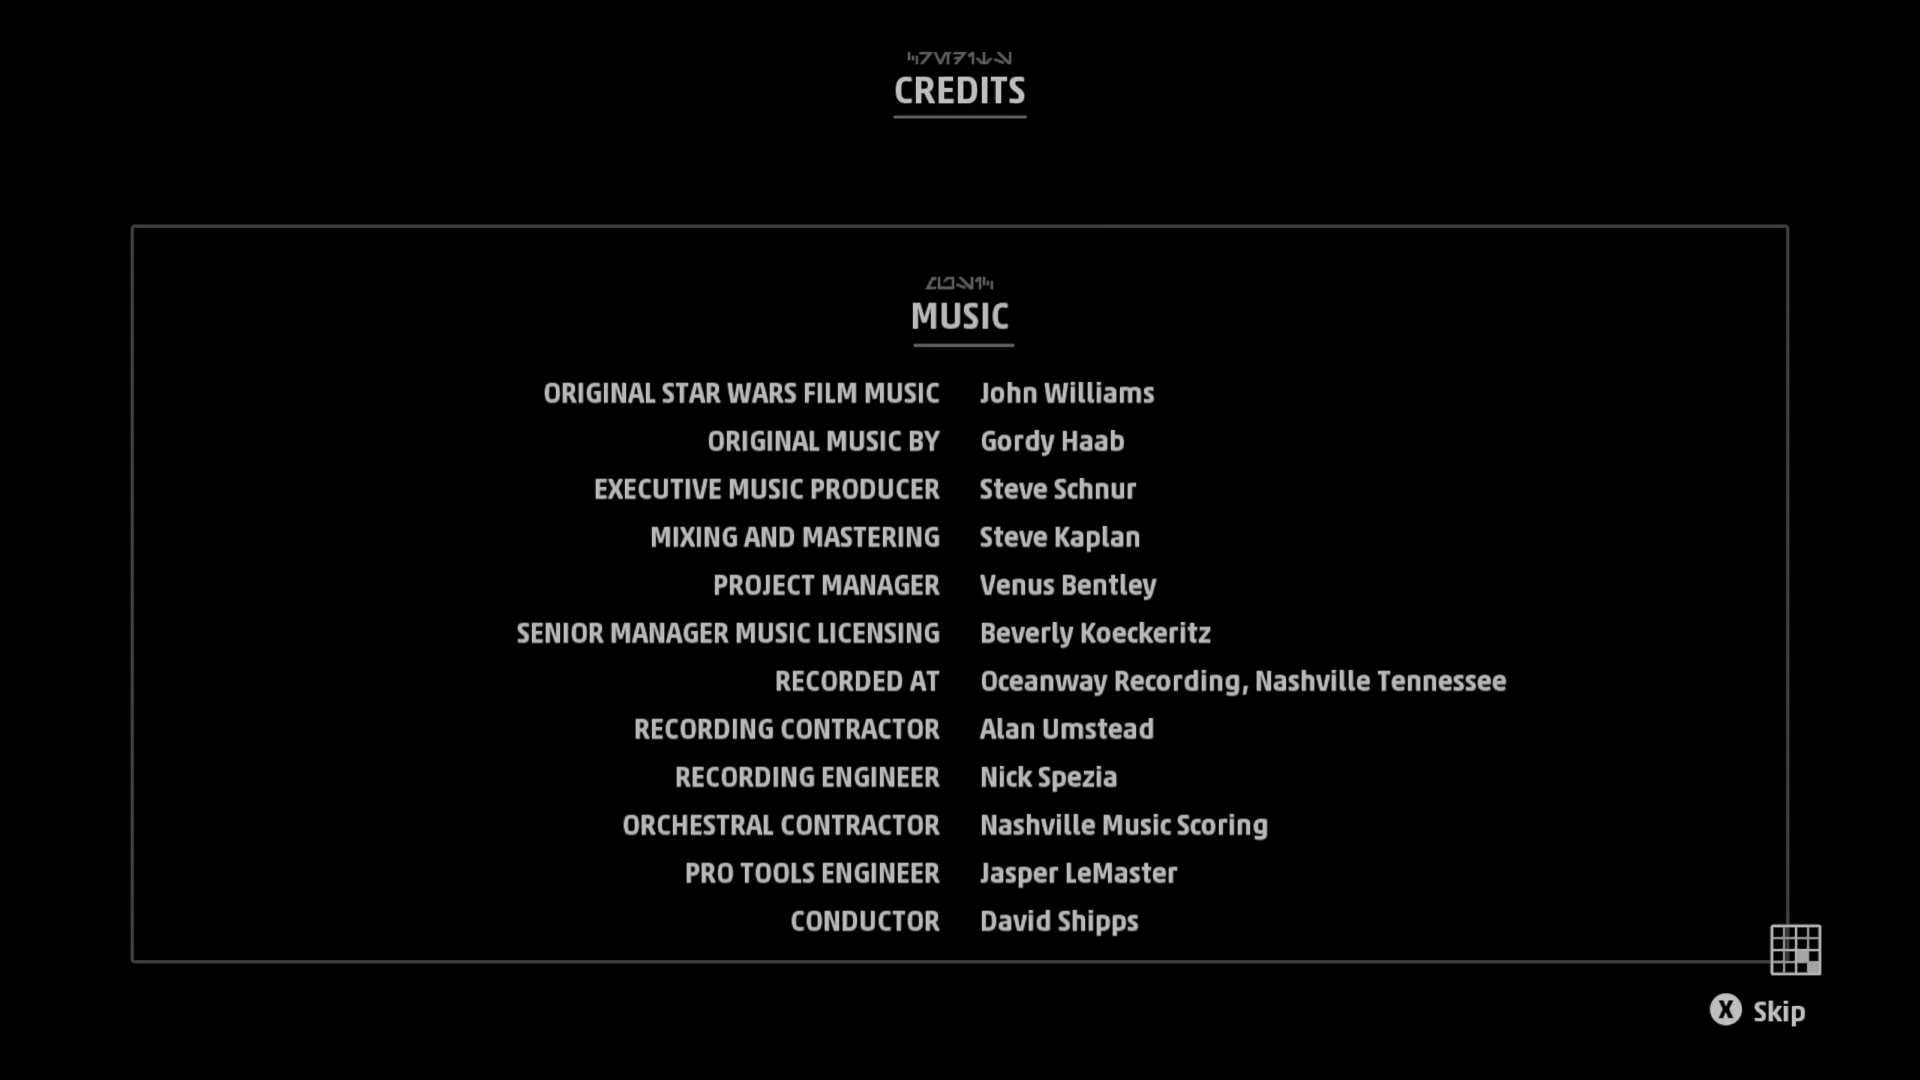 CREDITS
MUSIC
ORIGINAL STAR WARS FILM MUSIC John Williams
ORIGINAL MUSIC BY Gordy Haab
EXECUTIVE MUSIC PRODUCER Steve Schnur
MIXING AND MASTERING Steve Kaplan
PROJECT MANAGER Venus Bentley
SENIOR MANAGER MUSIC LICENSING Beverly Koeckeritz
RECORDED AT Oceanway Recording, Nashville Tennessee
RECORDING CONTRACTOR Alan Umstead
RECORDING ENGINEER Nick Spezia
ORCHESTRAL CONTRACTOR Nashville Music Scoring
PRO TOOLS ENGINEER Jasper LeMaster
CONDUCTOR David Shipps
X Skip